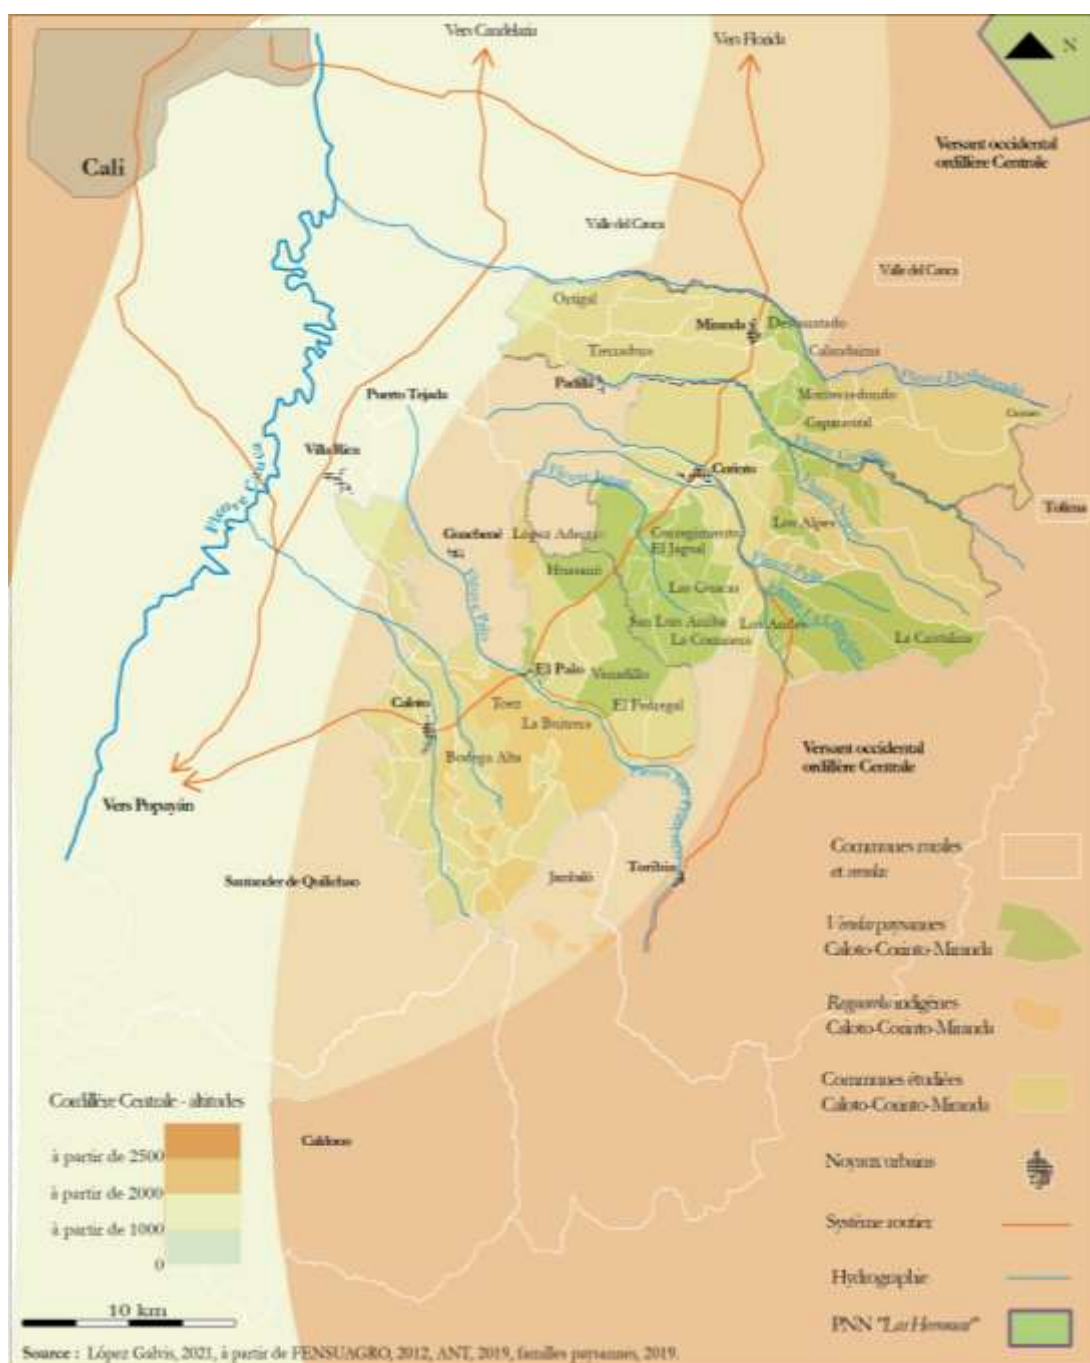 Vers Candelaria
Vers Florida
N
Cali
Versant occidental
ordillère Centrale
Valle del Cauca
Valle del Cauca
Ortigal
Miranda
Desbaratado
Tierradura
Calandaima
Padilla
Puerto Tejada
Monterredondo
Caparrosal
Villa Rica
Corinto
Tolima
Guachené
López Adentro
Corregimiento
El Jagual
Los Alpes
Huasanó
Las Guacas
San Luis Arriba
La Cominera
Los Andes
La Cristalina
El Palo
Venadillo
Toez
El Pedregal
Caloto
La Buitrera
Bodega Alta
Versant occidental
ordillère Centrale
Vers Popayán
Santander de Quilichao
Jambaló
Toribío
Communes rurales
et veredas
Veredas paysannes
Caloto-Corinto-Miranda
Resguardos indigènes
Caloto-Corinto-Miranda
Communes étudiées
Caloto-Corinto-Miranda
Cordillère Centrale - altitudes
à partir de 2500
à partir de 2000
à partir de 1000
0
Caldono
Noyaux urbains
Système routier
Hydrographie
PNN "Las Hermosas"
10 km
Source : López Galvis, 2021, à partir de FENSUAGRO, 2012, ANT, 2019, familles paysannes, 2019.